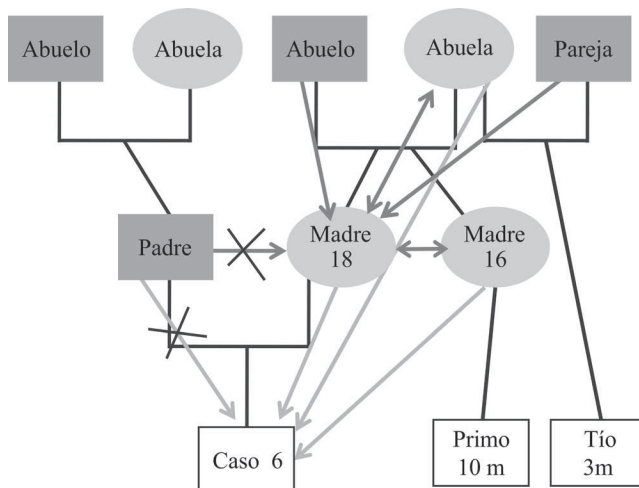 Abuelo
Abuela
Abuelo
Abuela
Pareja
Padre
Madre
18
Madre
16
Caso 6
Primo
10 m
Tío
3m